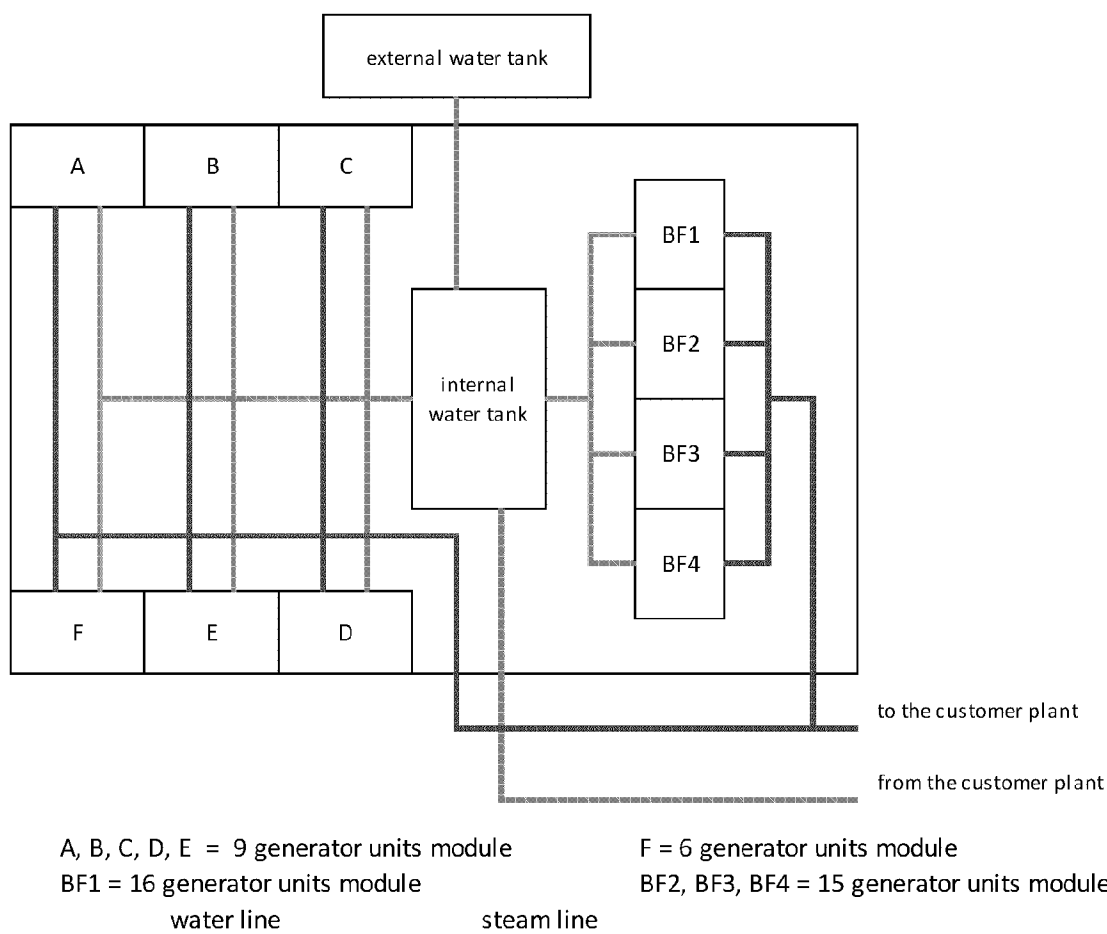 external water tank
A
B
C
BF1
BF2
internal
water tank
BF3
BF4
F
E
D
to the customer plant
from the customer plant
A, B, C, D, E = 9 generator units module
F = 6 generator units module
BF1 = 16 generator units module
BF2, BF3, BF4 = 15 generator units module
water line
steam line